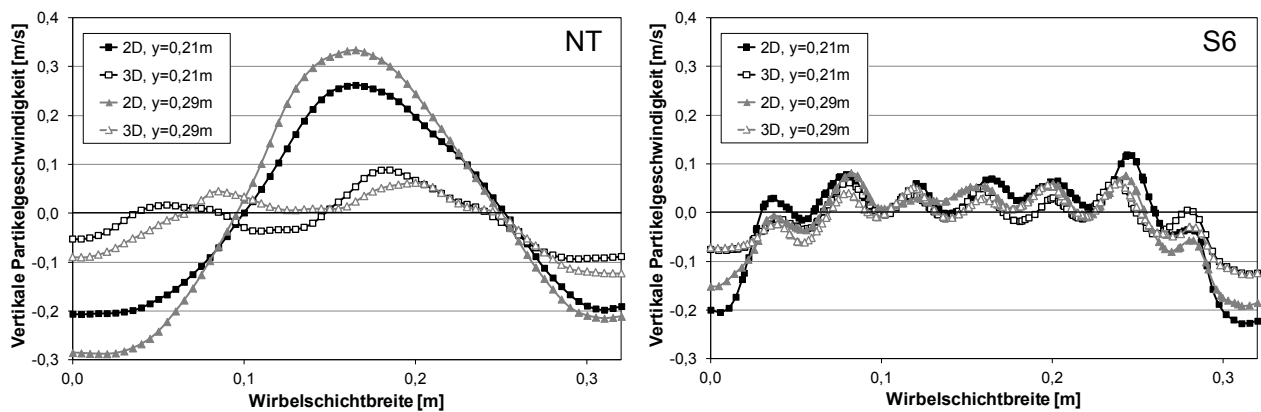 NT
Vertikale Partikelgeschwindigkeit [m/s]
0,4
0,3
0,2
0,1
0,0
-0,1
-0,2
-0,3
2D, y=0,21m
3D, y=0,21m
2D, y=0,29m
3D, y=0,29m
0,0 0,1 0,2 0,3
Wirbelschichtbreite [m]
S6
Vertikale Partikelgeschwindigkeit [m/s]
0,4
0,3
0,2
0,1
0,0
-0,1
-0,2
-0,3
2D, y=0,21m
3D, y=0,21m
2D, y=0,29m
3D, y=0,29m
0,0 0,1 0,2 0,3
Wirbelschichtbreite [m]